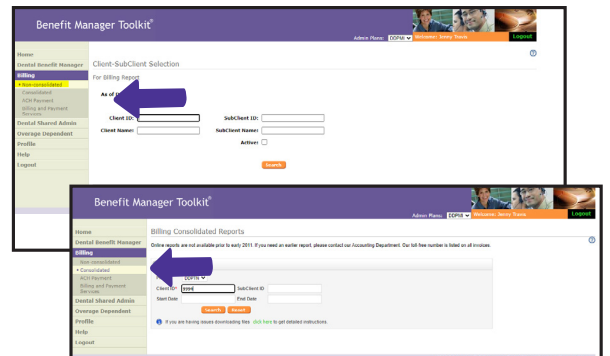 Benefit Manager Toolkit®
Admin Plans: DDPMI Welcome: Jenny Travis Logout
Home
Dental Benefit Manager
Billing
Non-consolidated
Consolidated
ACH Payment
Billing and Payment
Services
Dental Shared Admin
Overage Dependent
Profile
Help
Logout
Client-SubClient Selection
For Billing Report
As of
Client ID:
SubClient ID:
Client Name:
SubClient Name:
Active:
Search
Benefit Manager Toolkit®
Admin Plans: DDPMI Welcome: Jenny Travis Logout
Home
Dental Benefit Manager
Billing
Non-consolidated
Consolidated
ACH Payment
Billing and Payment
Services
Dental Shared Admin
Overage Dependent
Profile
Help
Logout
Billing Consolidated Reports
Online reports are not available prior to early 2011. If you need an earlier report, please contact our Accounting Department. Our toll-free number is listed on all invoices.
Client ID* 9994 SubClient ID
Start Date End Date
Search Reset
If you are having issues downloading files click here to get detailed instructions.